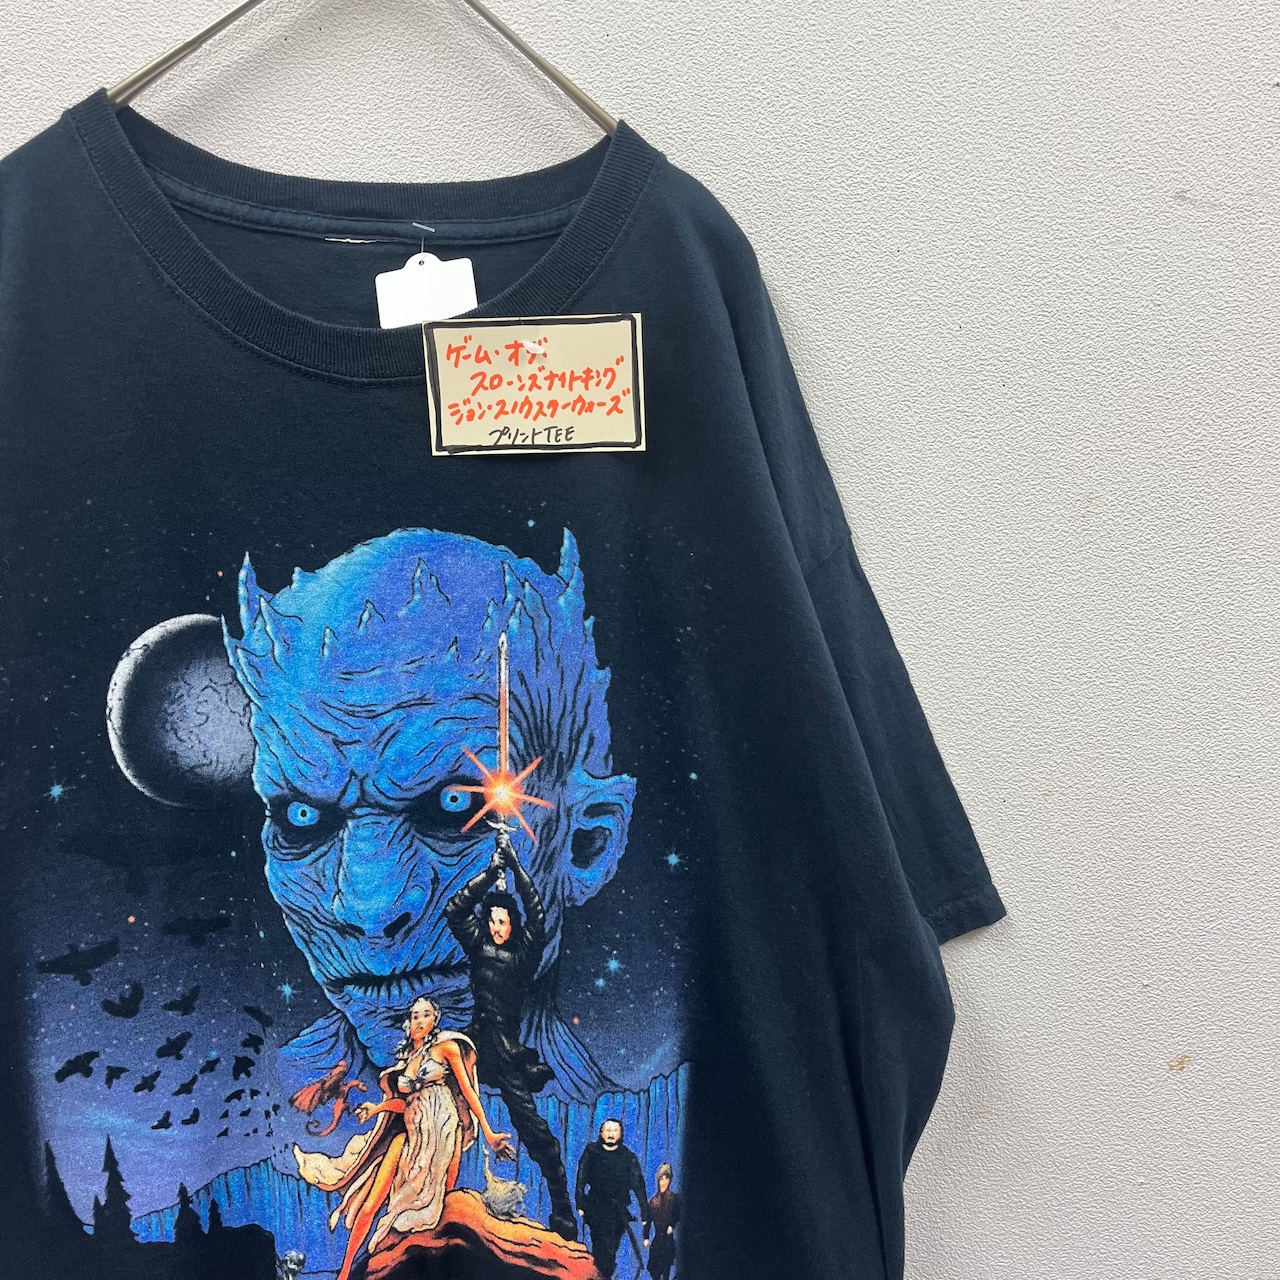 ゲーム・オブ・
スローンズナイトキング
ジョン・スノウスターウォーズ
プリントTEE